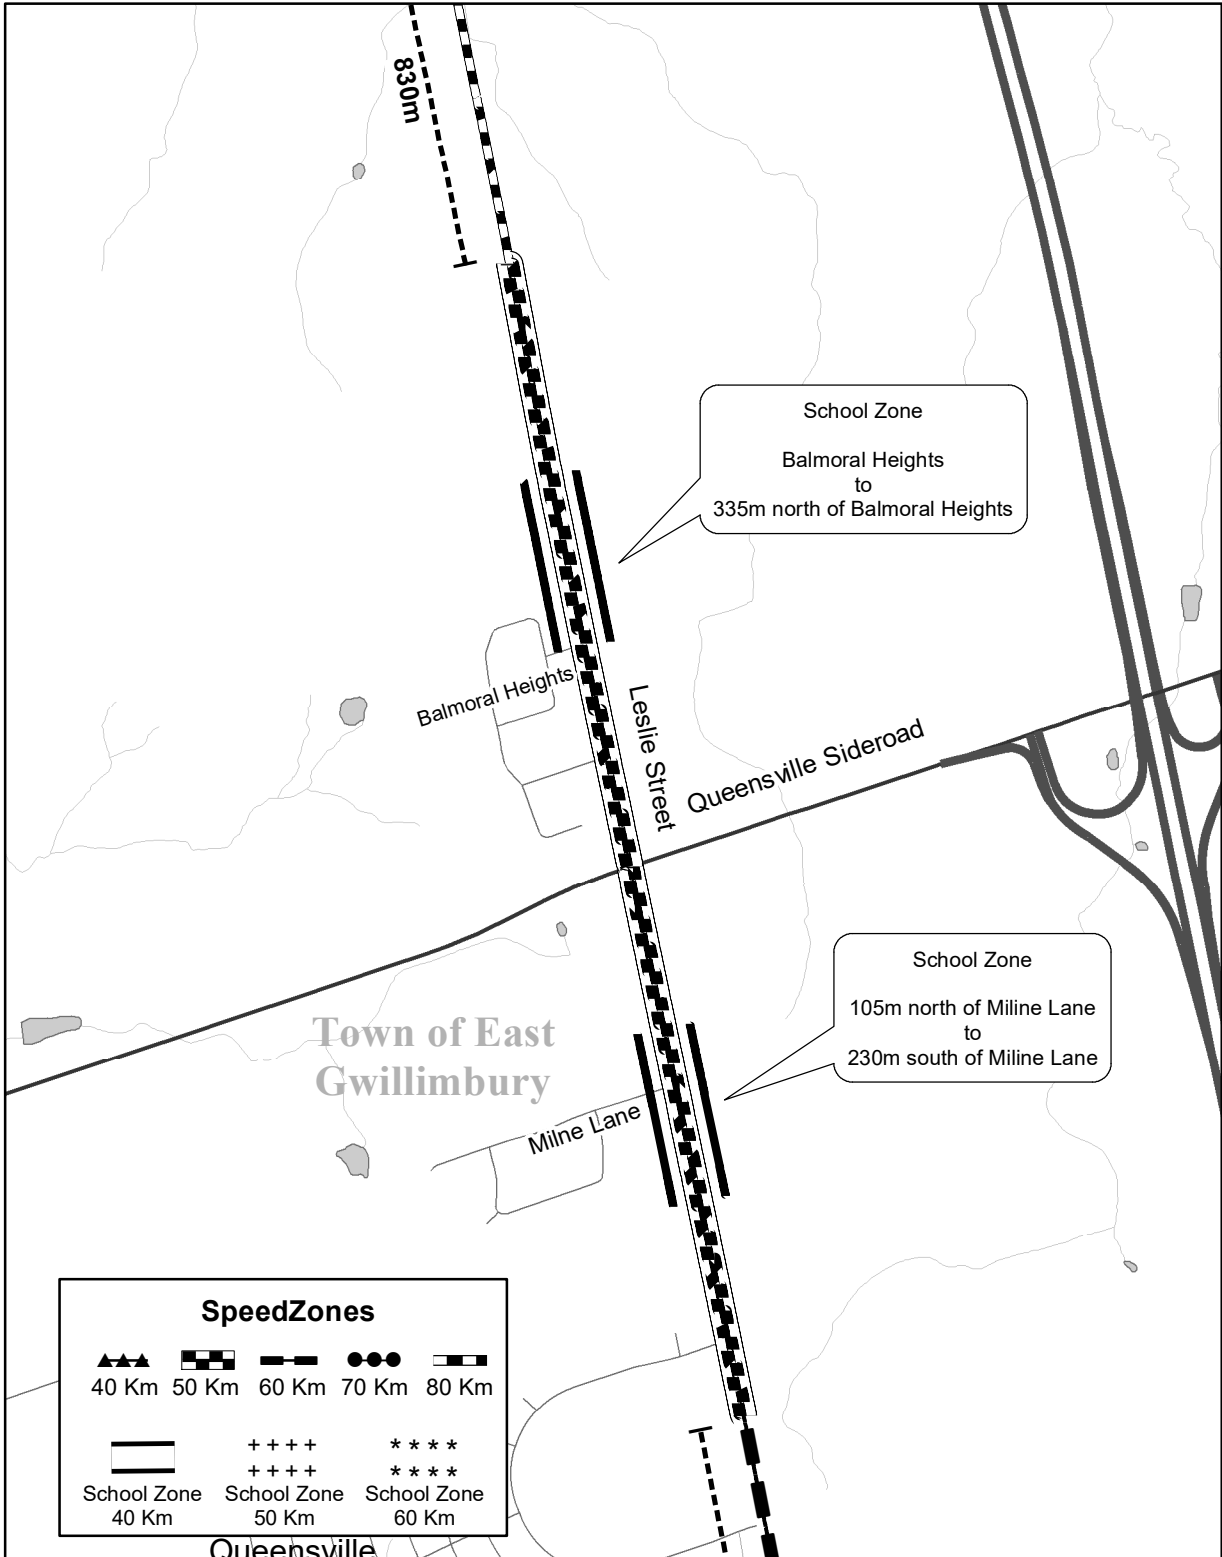 830m
School Zone
Balmoral Heights
to
335m north of Balmoral Heights
Balmoral Heights
Leslie Street
Queensville Sideroad
School Zone
105m north of Miline Lane
to
230m south of Miline Lane
Town of East
Gwillimbury
Milne Lane
SpeedZones
40 Km 50 Km 60 Km 70 Km 80 Km
School Zone School Zone School Zone
40 Km 50 Km 60 Km
Queensville